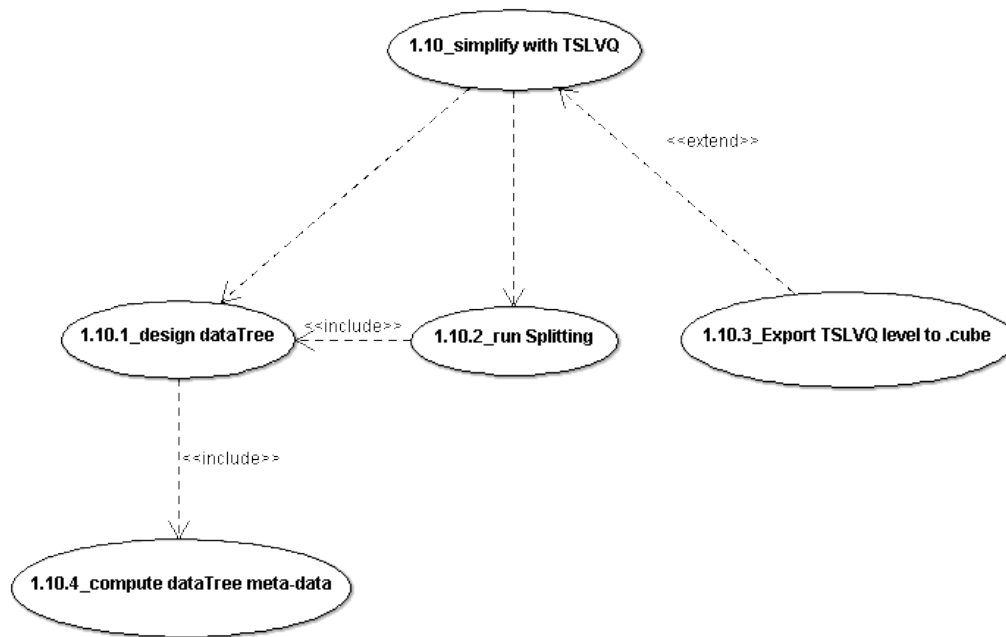 1.10_simplify with TSLVQ
<<extend>>
1.10.1_design dataTree
<<include>>
1.10.2_run Splitting
1.10.3_Export TSLVQ level to .cube
<<include>>
1.10.4_compute dataTree meta-data